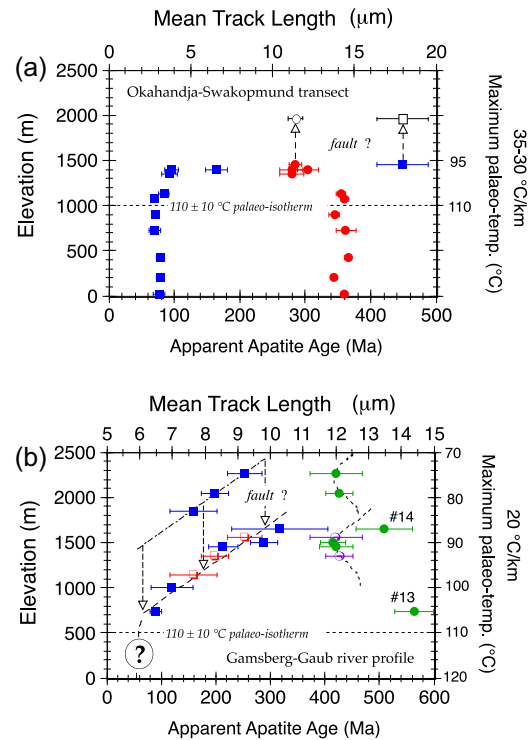 Mean Track Length (μm)
0 5 10 15 20
(a)
2500
2000
1500
1000
500
0
Elevation (m)
Okahandja-Swakopmund transect
fault ?
110 ± 10 °C palaeo-isotherm
95
110
35-30 °C/km
Maximum palaeo-temp. (°C)
0 100 200 300 400 500
Apparent Apatite Age (Ma)
Mean Track Length (μm)
5 6 7 8 9 10 11 12 13 14 15
(b)
2500
2000
1500
1000
500
0
Elevation (m)
fault ?
#14
#13
110 ± 10 °C palaeo-isotherm
?
Gamsberg-Gaub river profile
70
80
90
100
110
120
20 °C/km
Maximum palaeo-temp. (°C)
0 100 200 300 400 500 600
Apparent Apatite Age (Ma)